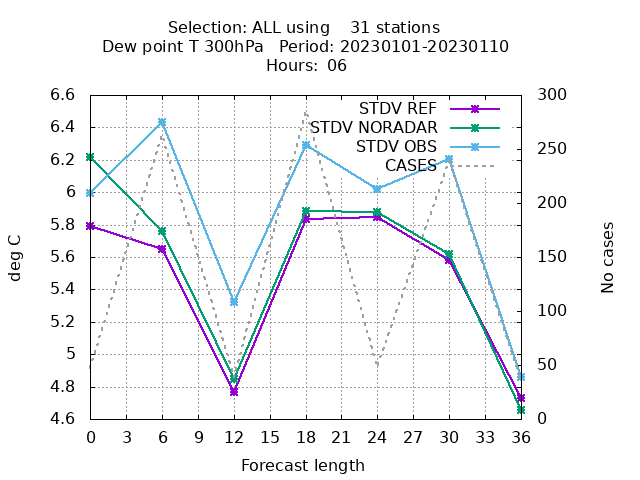 Selection: ALL using    31 stations
Dew point T 300hPa   Period: 20230101-20230110
Hours: 06
6.6
6.4
6.2
6
5.8
5.6
5.4
5.2
5
4.8
4.6
deg C
STDV REF
STDV NORADAR
STDV OBS
CASES
300
250
200
150
100
50
0
No cases
0 3 6 9 12 15 18 21 24 27 30 33 36
Forecast length